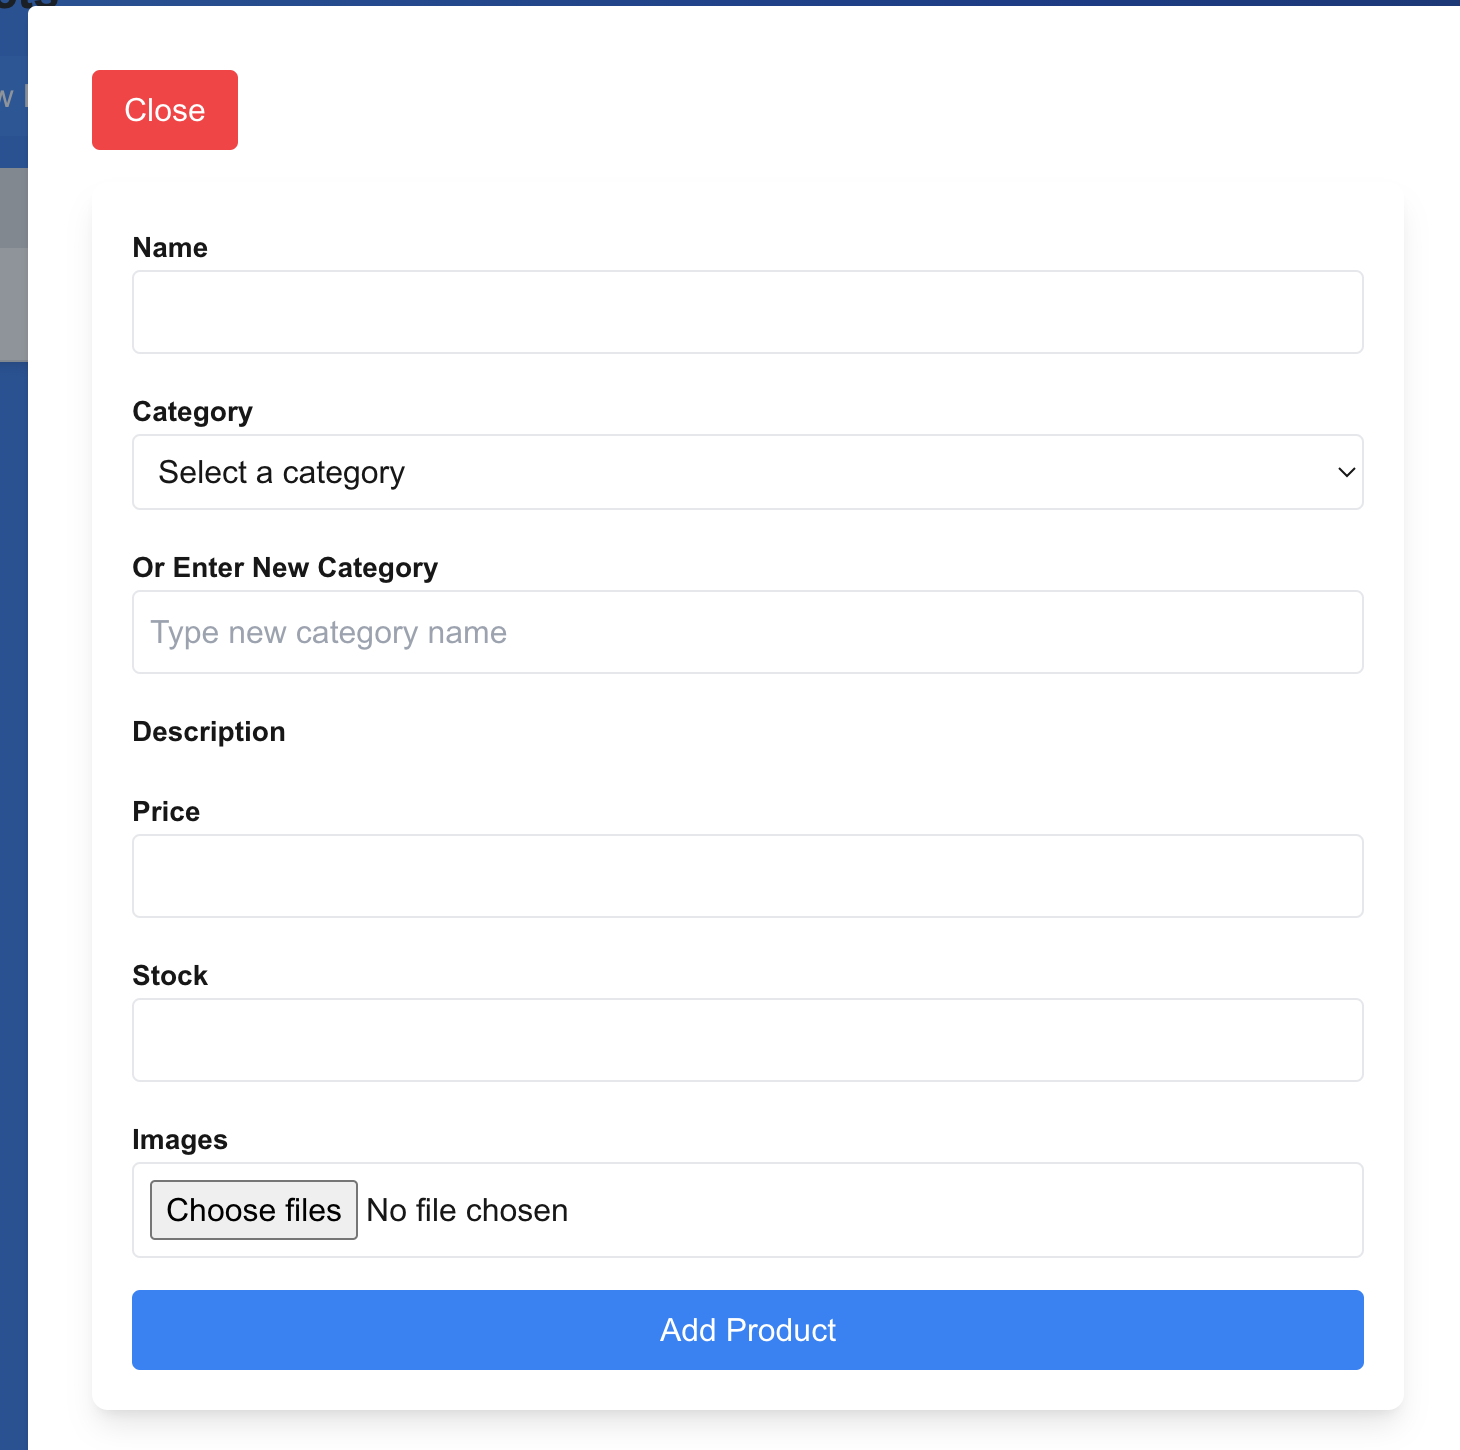 Close
Name
Category
Select a category
Or Enter New Category
Type new category name
Description
Price
Stock
Images
Choose files No file chosen
Add Product